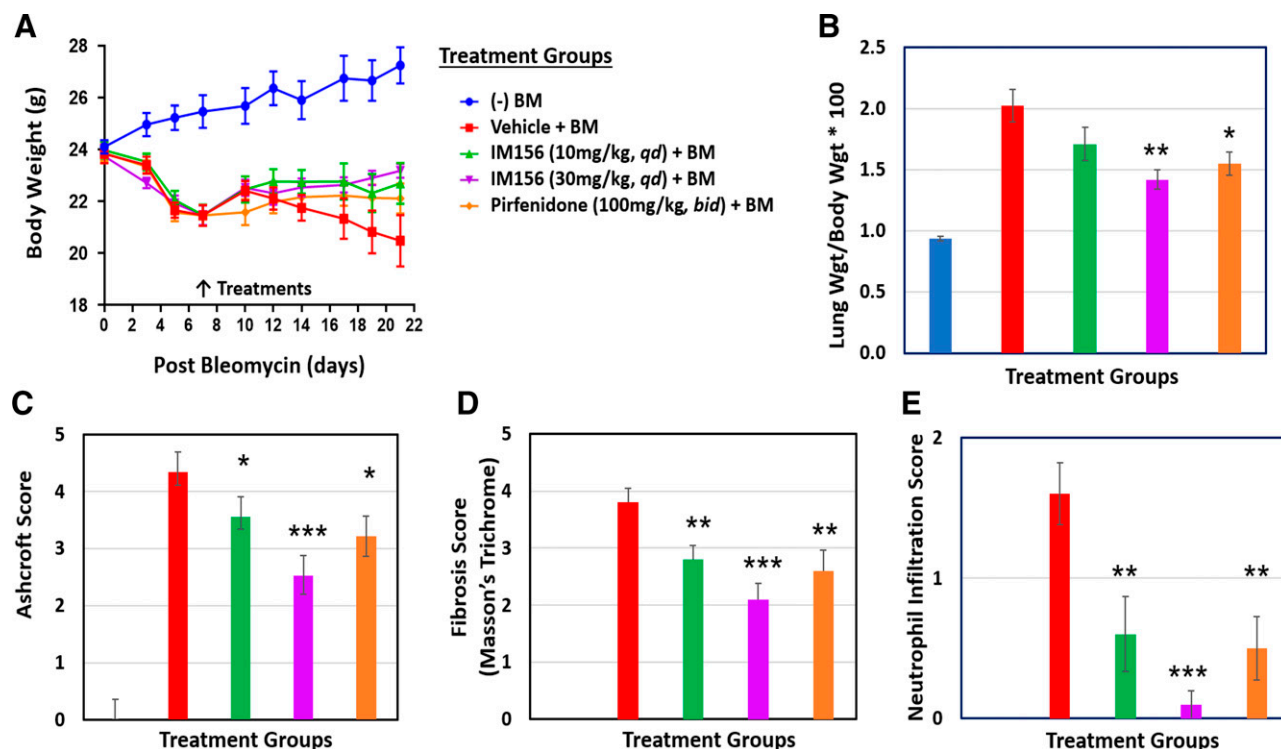 A
28
26
24
22
20
18
Body Weight (g)
0 2 4 6 8 10 12 14 16 18 20 22
↑ Treatments
Post Bleomycin (days)
Treatment Groups
(-) BM
Vehicle + BM
IM156 (10mg/kg, qd) + BM
IM156 (30mg/kg, qd) + BM
Pirfenidone (100mg/kg, bid) + BM
B
2.5
2.0
1.5
1.0
0.5
0.0
Lung Wgt/Body Wgt * 100
**
*
Treatment Groups
C
5
4
3
2
1
0
Ashcroft Score
*
***
*
Treatment Groups
D
5
4
3
2
1
0
Fibrosis Score
(Masson's Trichrome)
**
***
**
Treatment Groups
E
2
1
0
Neutrophil Infiltration Score
**
***
**
Treatment Groups